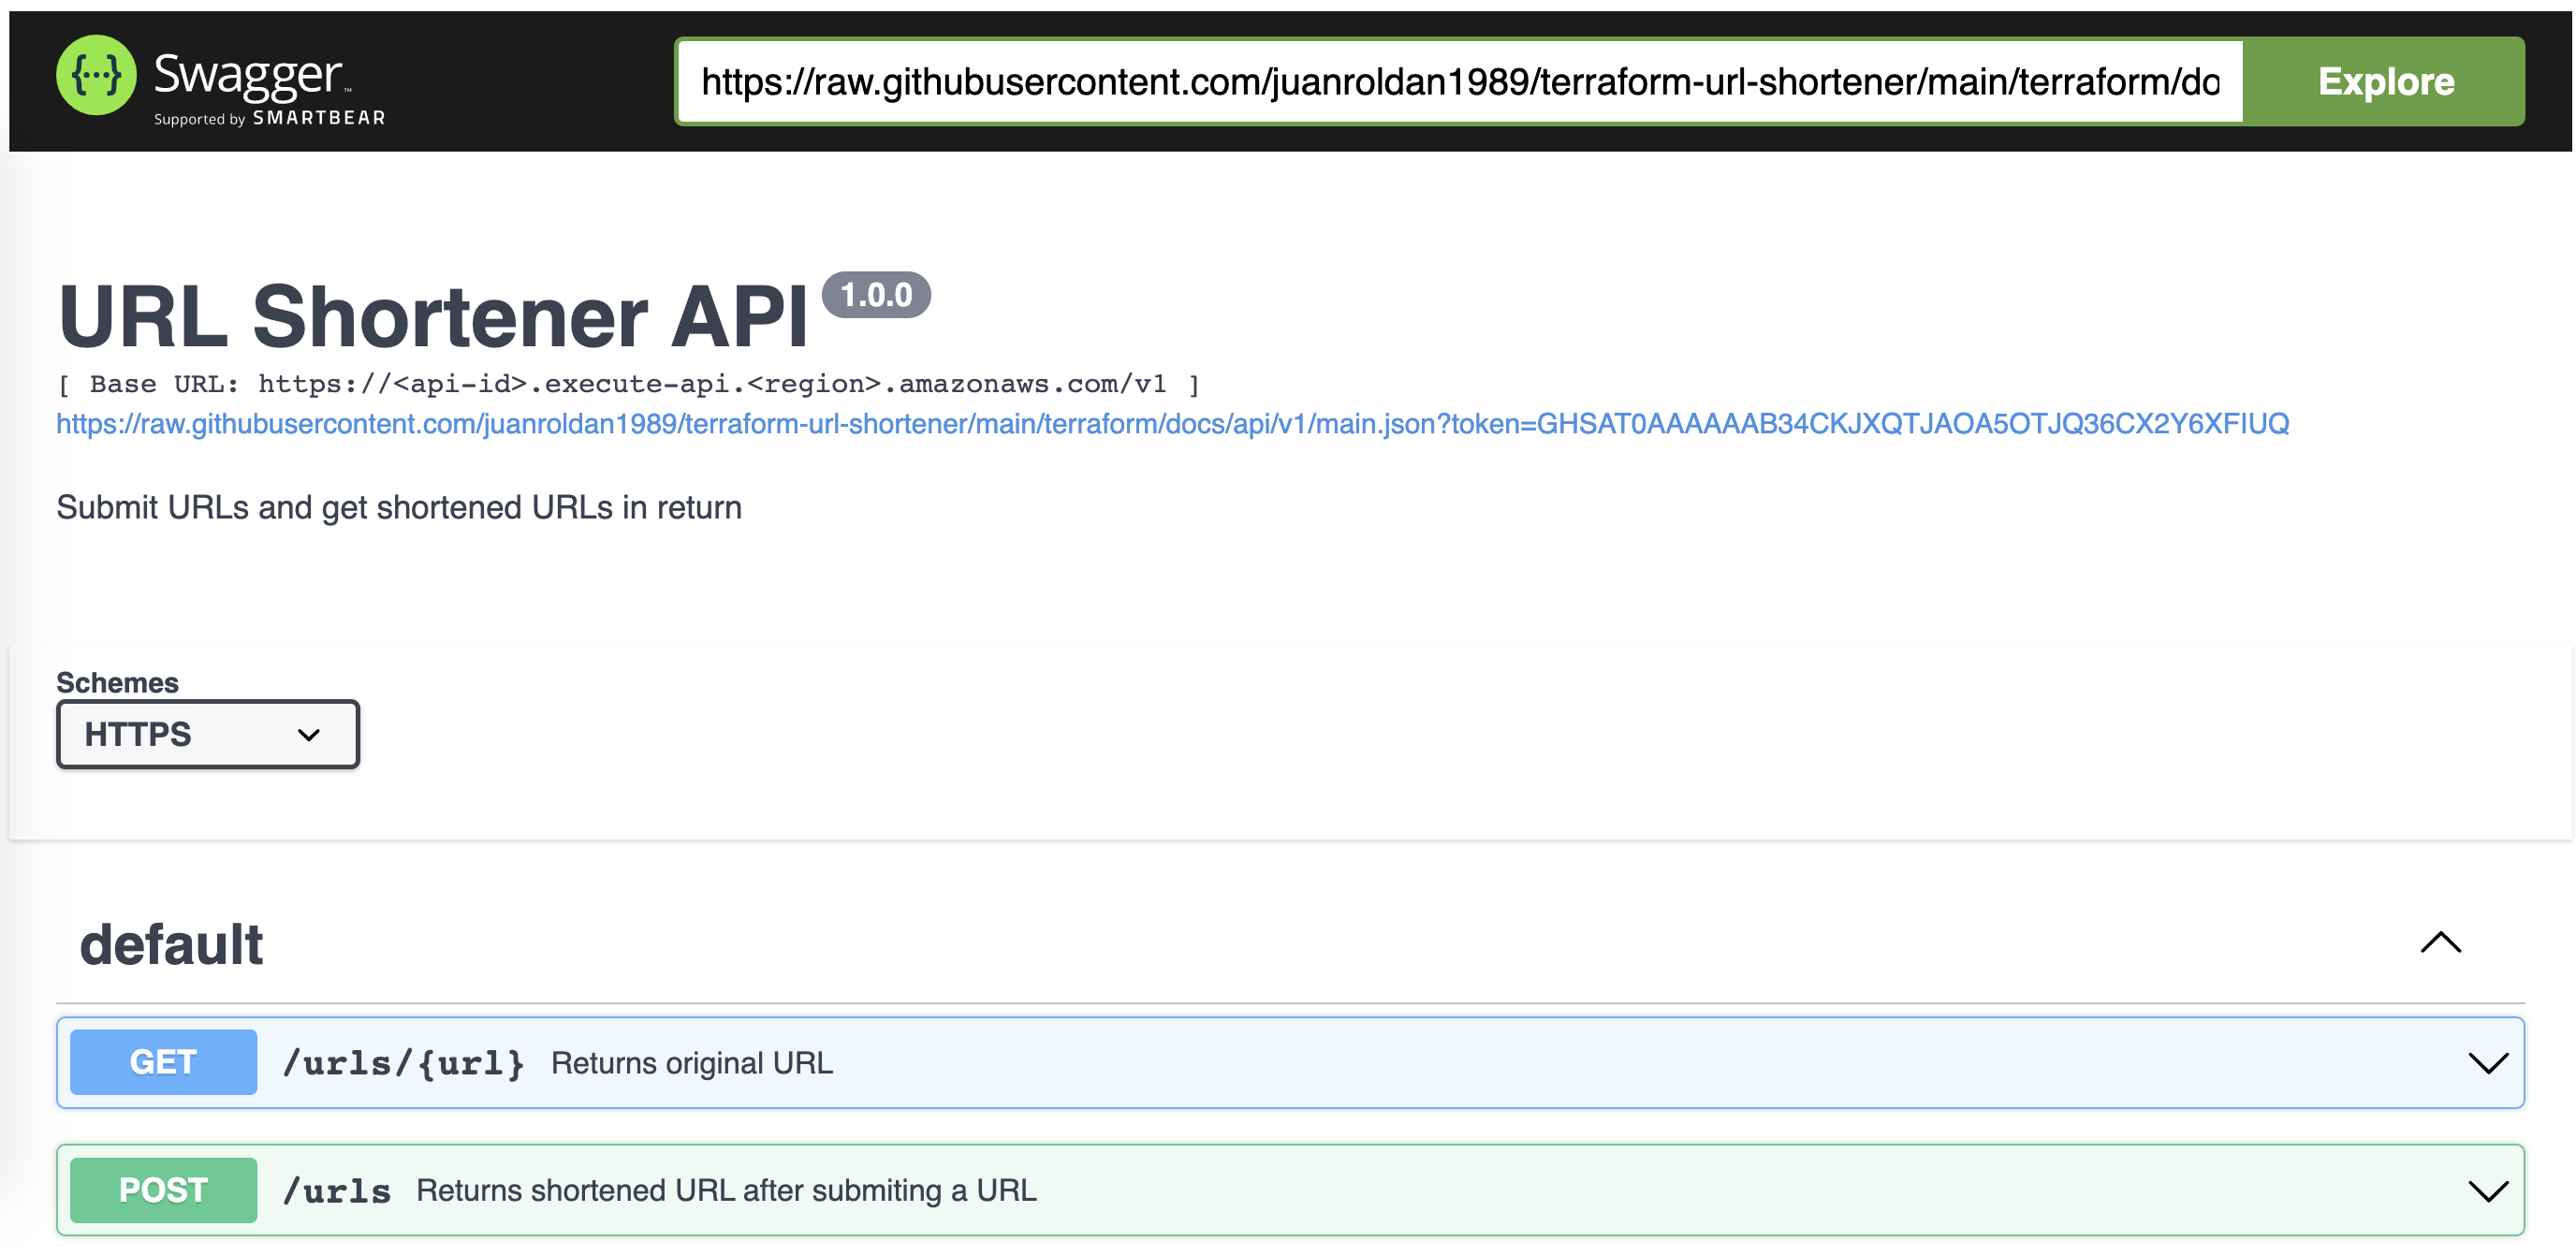 {···} Swagger™
Supported by SMARTBEAR
https://raw.githubusercontent.com/juanroldan1989/terraform-url-shortener/main/terraform/do
Explore
URL Shortener API 1.0.0
[ Base URL: https://<api-id>.execute-api.<region>.amazonaws.com/v1 ]
https://raw.githubusercontent.com/juanroldan1989/terraform-url-shortener/main/terraform/docs/api/v1/main.json?token=GHSAT0AAAAAAB34CKJXQTJAOA5OTJQ36CX2Y6XFIUQ
Submit URLs and get shortened URLs in return
Schemes
HTTPS
default
GET /urls/{url} Returns original URL
POST /urls Returns shortened URL after submiting a URL